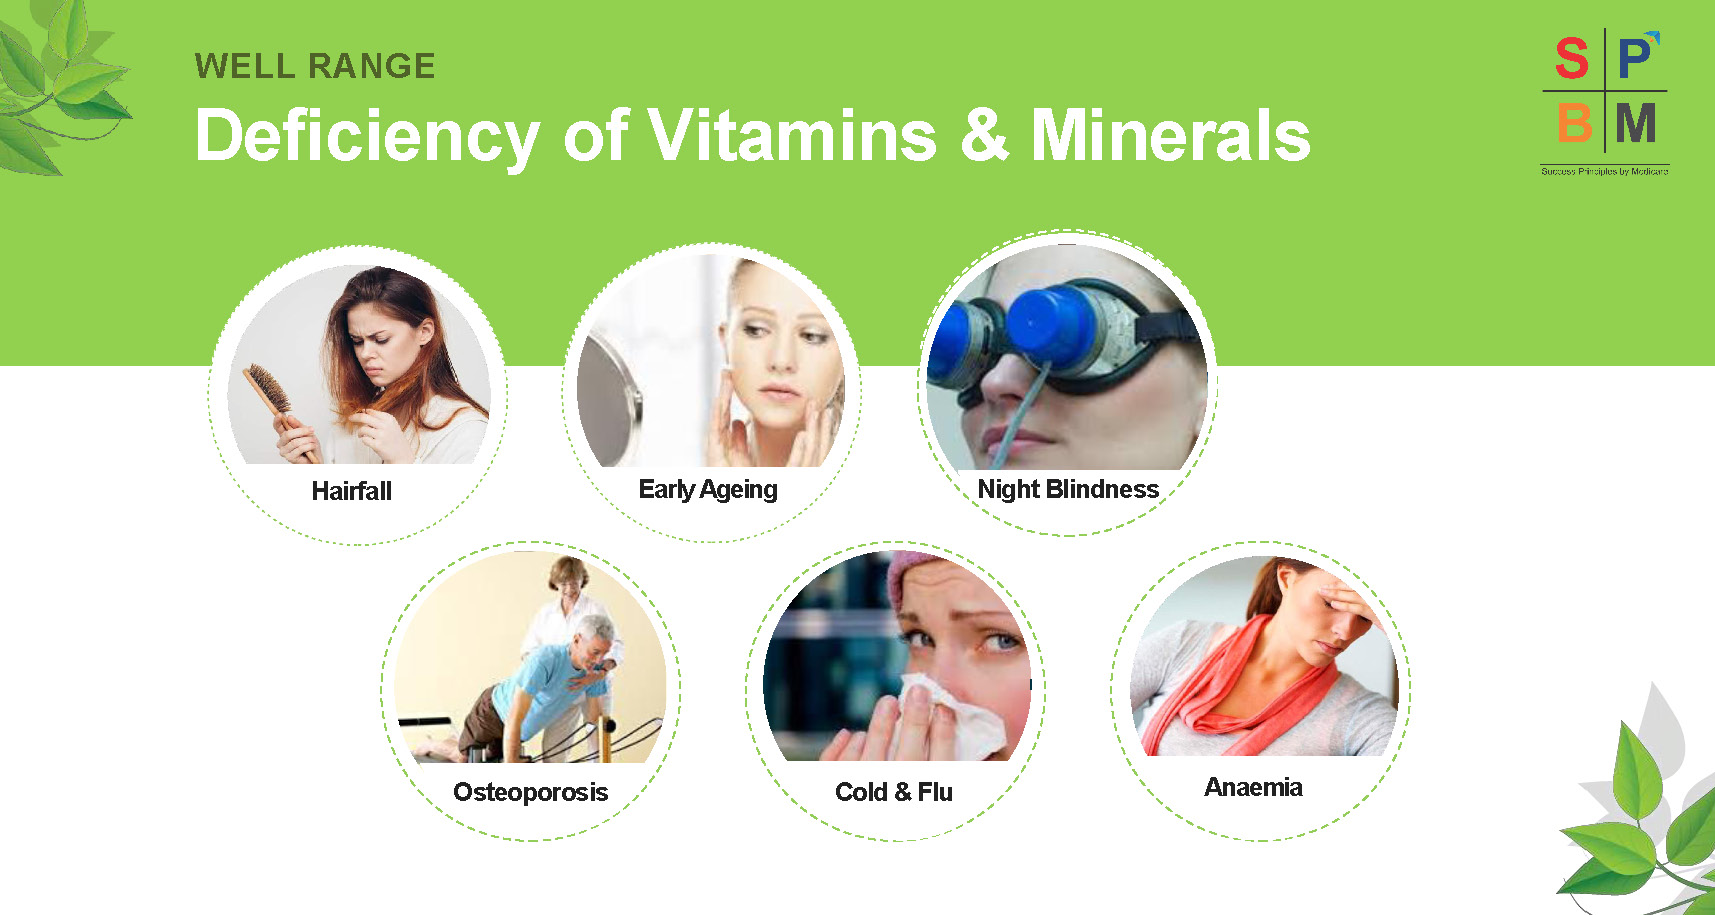 WELL RANGE
Deficiency of Vitamins & Minerals
S P
B M
Success Principles by Medicare
Hairfall
Early Ageing
Night Blindness
Osteoporosis
Cold & Flu
Anaemia